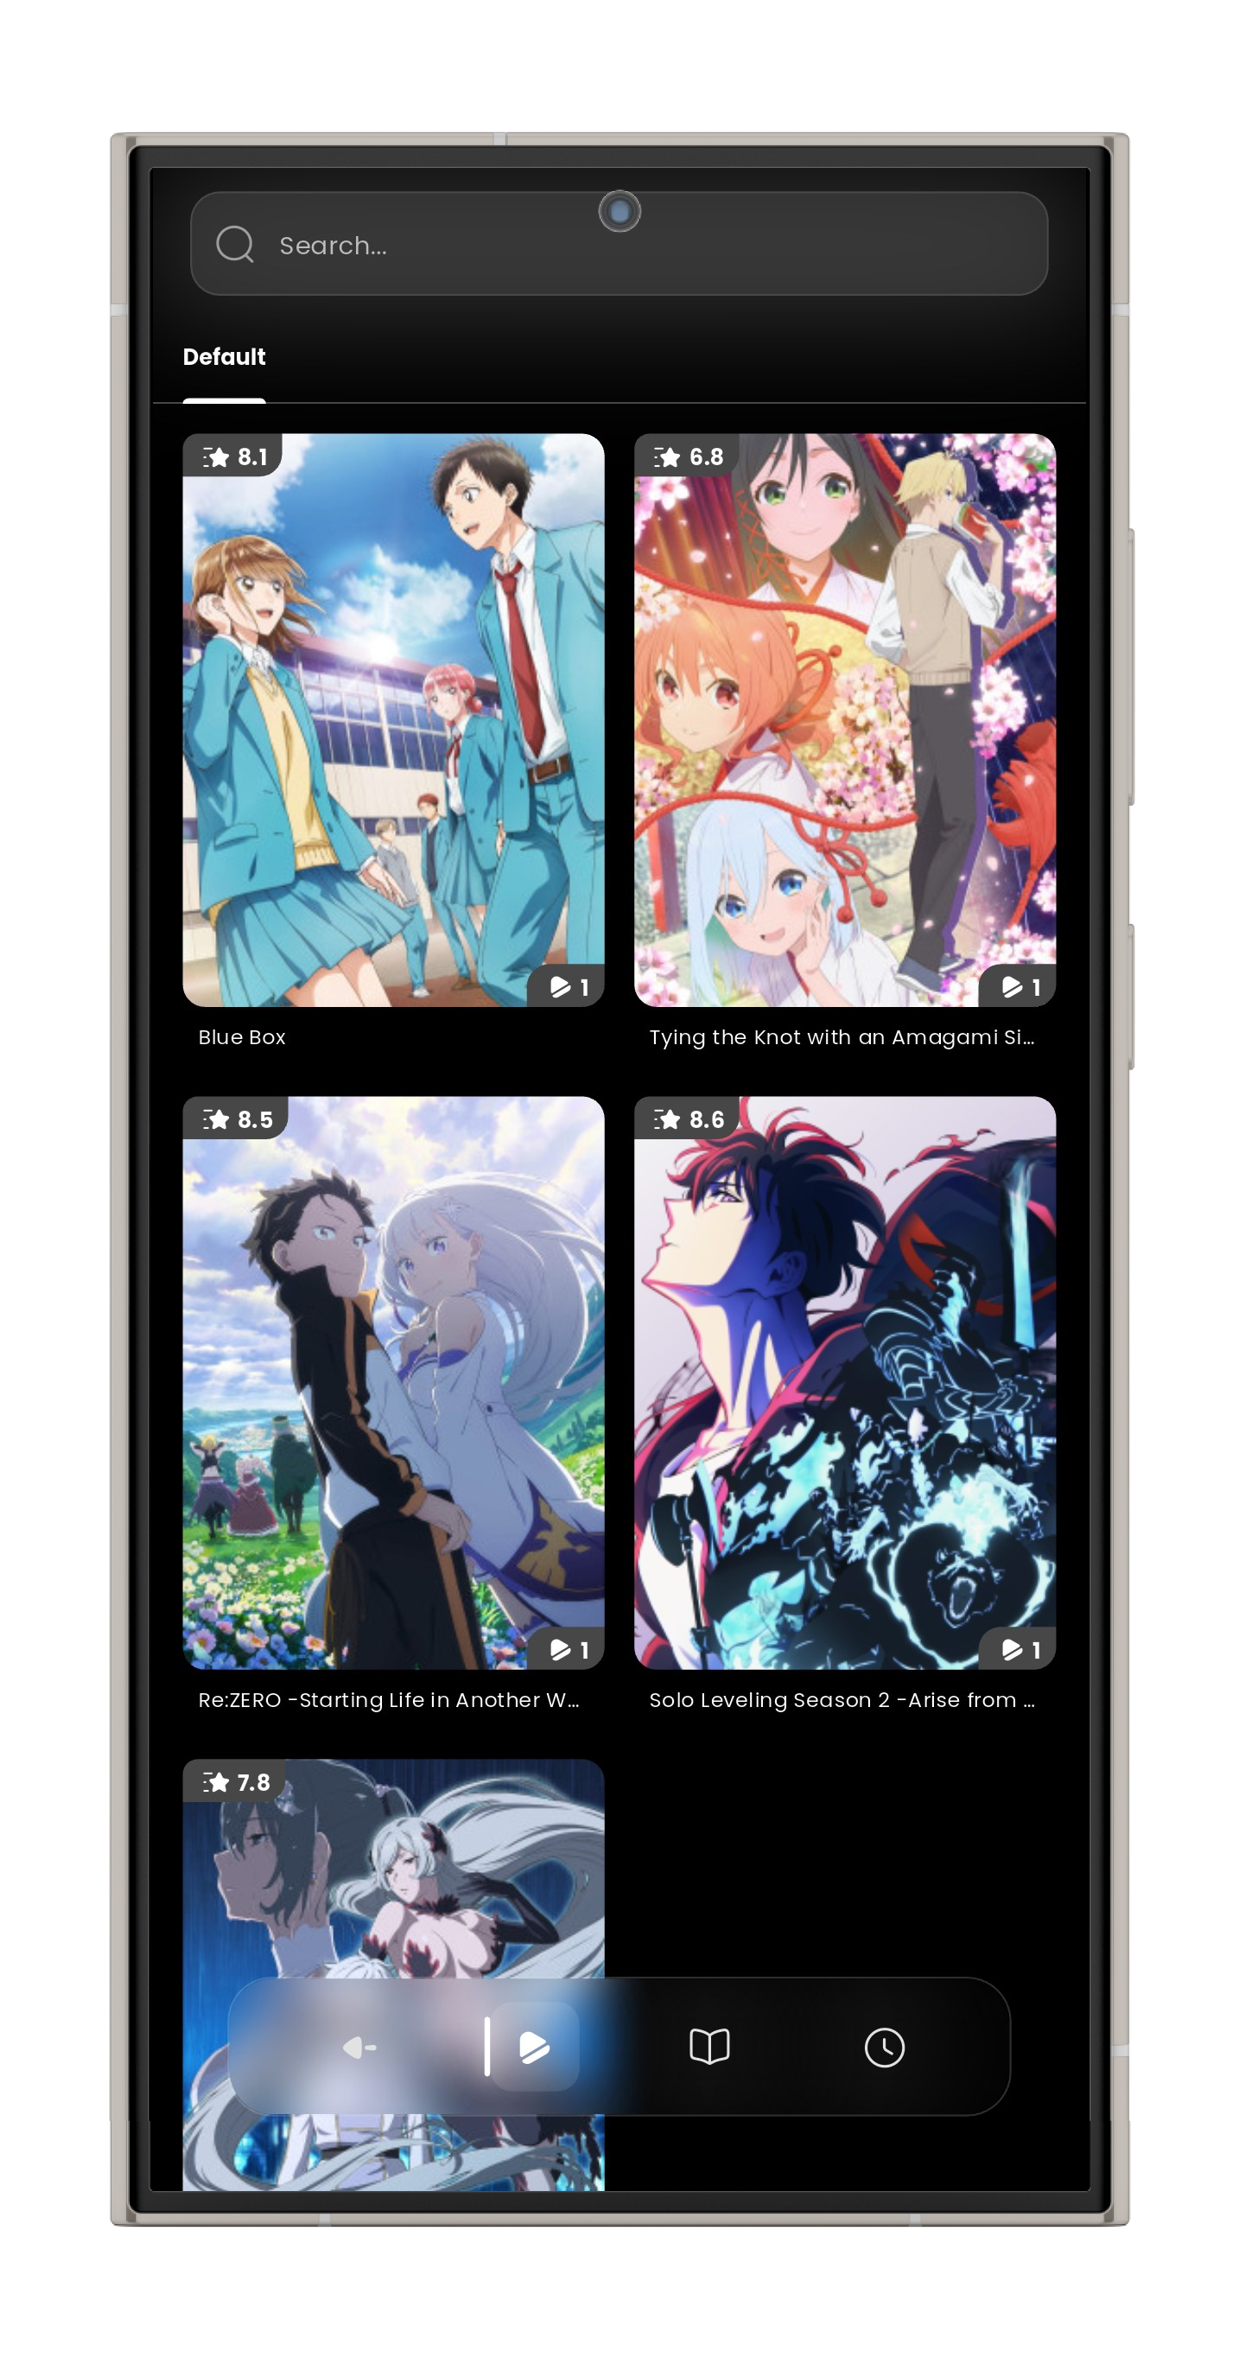 Search...
Default
8.1
6.8
1
1
Blue Box
Tying the Knot with an Amagami Si...
8.5
8.6
1
1
Re:ZERO -Starting Life in Another W...
Solo Leveling Season 2 -Arise from ...
7.8